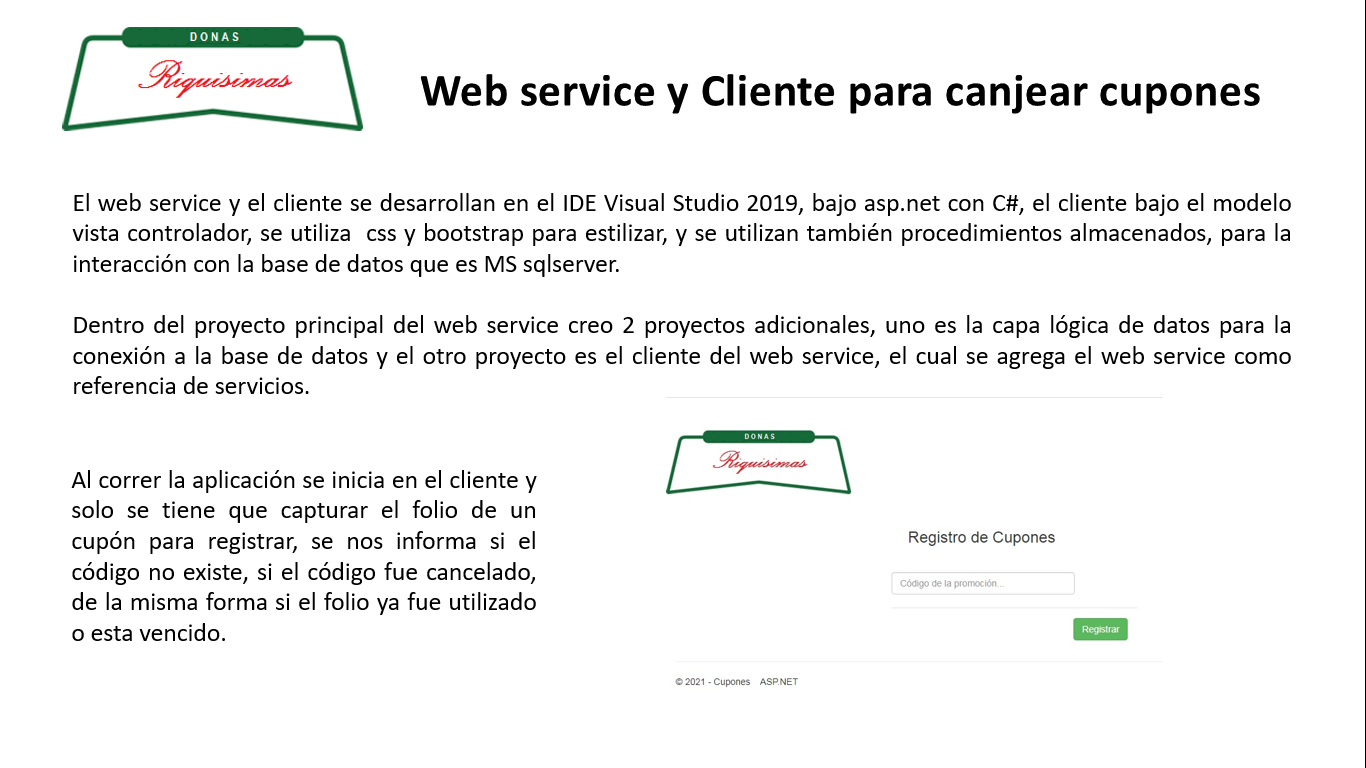 DONAS
Riquisimas
Web service y Cliente para canjear cupones
El web service y el cliente se desarrollan en el IDE Visual Studio 2019, bajo asp.net con C#, el cliente bajo el modelo
vista controlador, se utiliza  css y bootstrap para estilizar, y se utilizan también procedimientos almacenados, para la
interacción con la base de datos que es MS sqlserver.
Dentro del proyecto principal del web service creo 2 proyectos adicionales, uno es la capa lógica de datos para la
conexión a la base de datos y el otro proyecto es el cliente del web service, el cual se agrega el web service como
referencia de servicios.
Al correr la aplicación se inicia en el cliente y
solo se tiene que capturar el folio de un
cupón para registrar, se nos informa si el
código no existe, si el código fue cancelado,
de la misma forma si el folio ya fue utilizado
o esta vencido.
DONAS
Riquisimas
Registro de Cupones
Código de la promoción...
Registrar
© 2021 - Cupones   ASP.NET